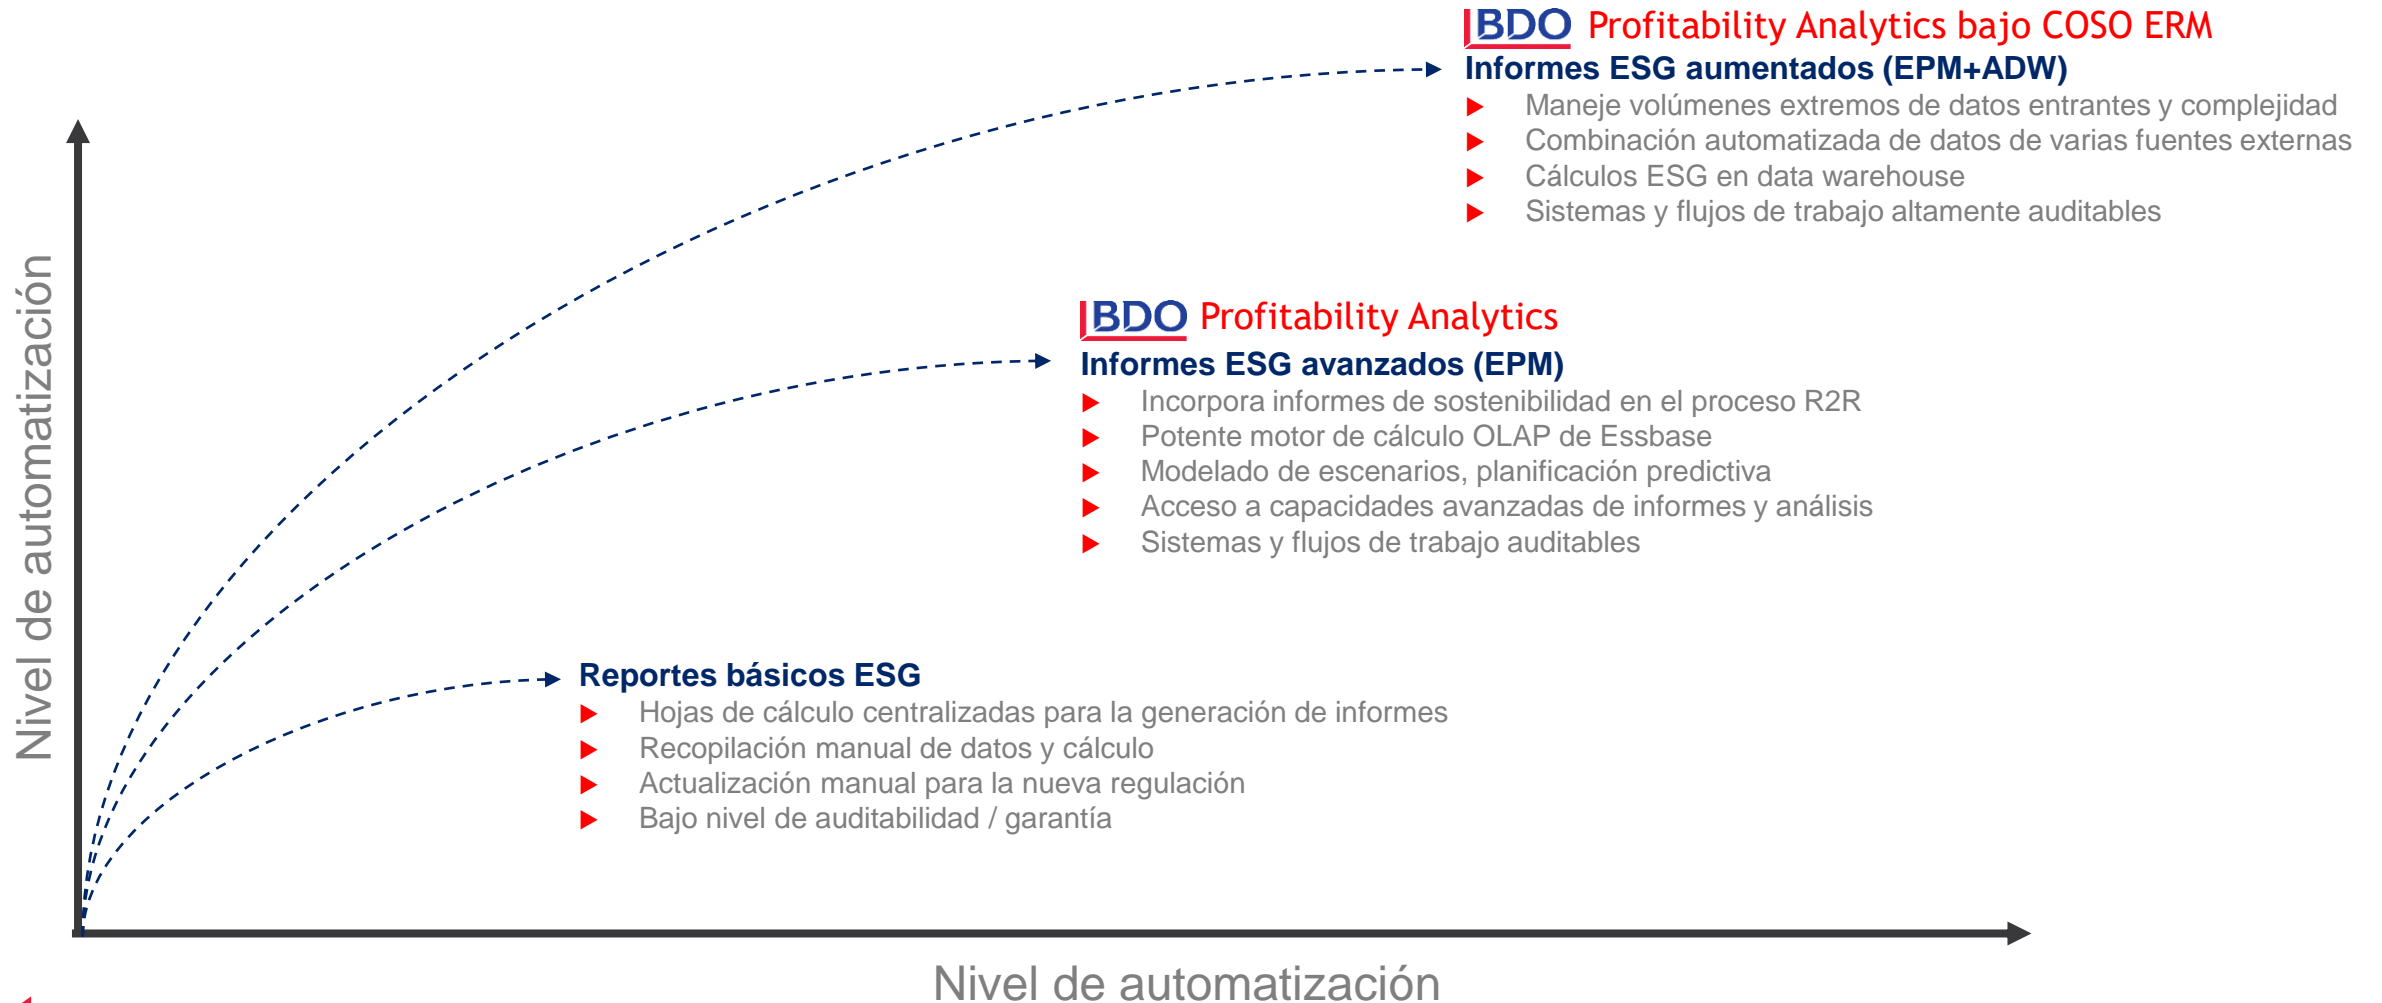 BDO Profitability Analytics bajo COSO ERM
Informes ESG aumentados (EPM+ADW)
Maneje volúmenes extremos de datos entrantes y complejidad
Combinación automatizada de datos de varias fuentes externas
Cálculos ESG en data warehouse
Sistemas y flujos de trabajo altamente auditables
BDO Profitability Analytics
Informes ESG avanzados (EPM)
Incorpora informes de sostenibilidad en el proceso R2R
Potente motor de cálculo OLAP de Essbase
Modelado de escenarios, planificación predictiva
Acceso a capacidades avanzadas de informes y análisis
Sistemas y flujos de trabajo auditables
Reportes básicos ESG
Hojas de cálculo centralizadas para la generación de informes
Recopilación manual de datos y cálculo
Actualización manual para la nueva regulación
Bajo nivel de auditabilidad / garantía
Nivel de automatización
Nivel de automatización